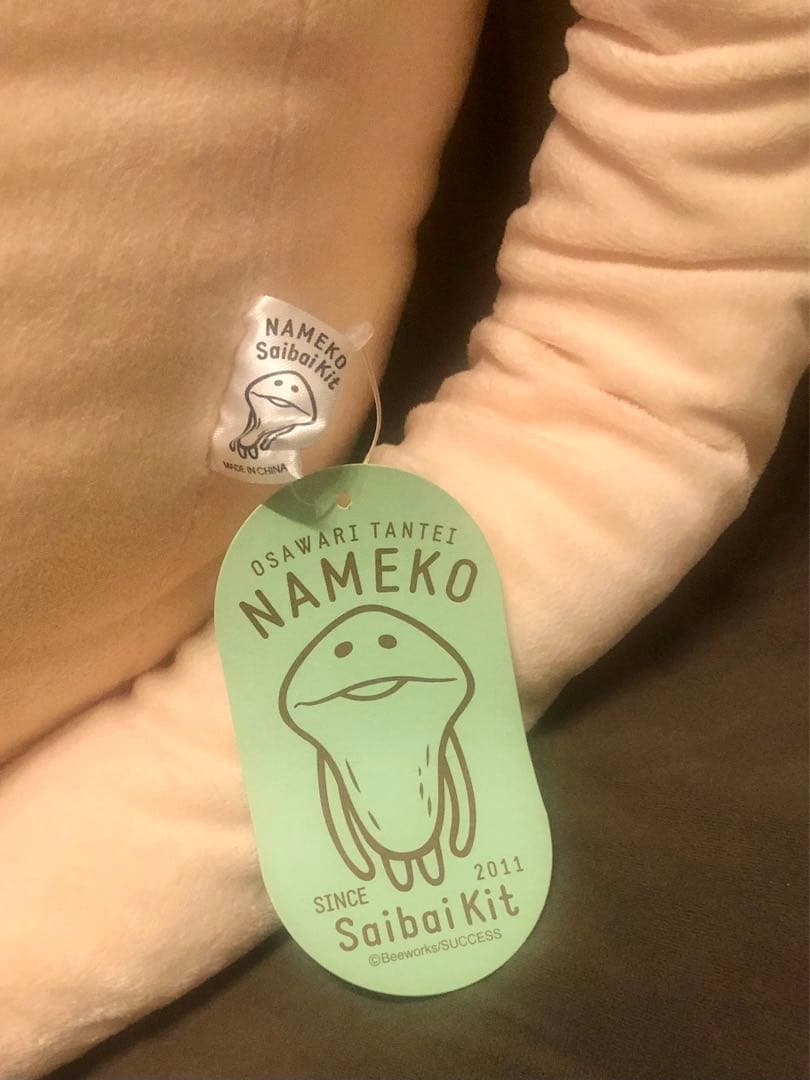 NAMEKO
Saibai Kit
MADE IN CHINA
OSAWARI TANTEI
NAMEKO
SINCE 2011
Saibai Kit
©Beeworks/SUCCESS